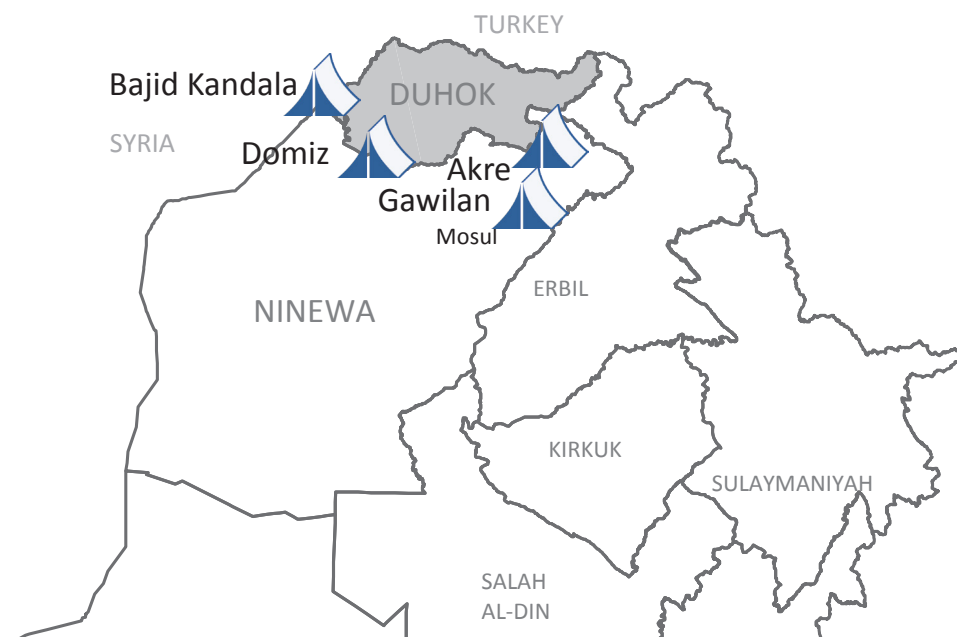 TURKEY
Bajid Kandala
DUHOK
SYRIA
Domiz
Akre
Gawilan
Mosul
ERBIL
NINEWA
KIRKUK
SULAYMANIYAH
SALAH
AL-DIN